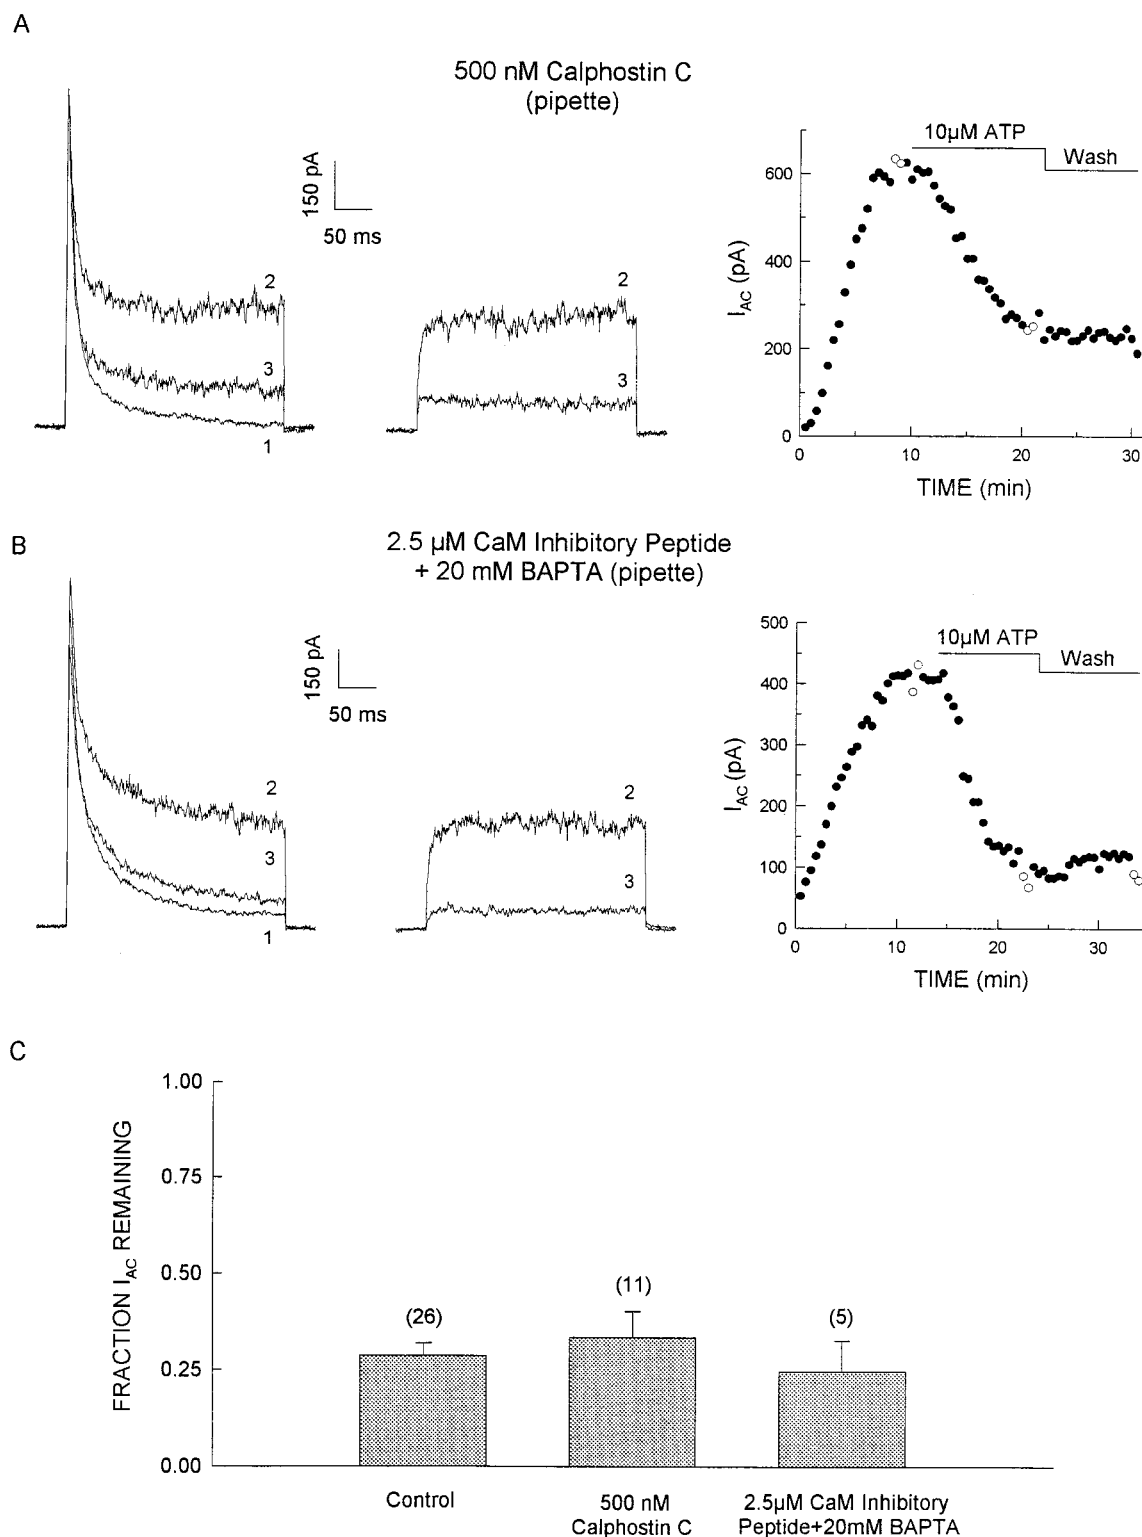 A
500 nM Calphostin C
(pipette)
150 pA
50 ms
2
3
1
2
3
10µM ATP
Wash
600
400
200
0
I_AC (pA)
0
10
20
30
TIME (min)
B
2.5 µM CaM Inhibitory Peptide
+ 20 mM BAPTA (pipette)
150 pA
50 ms
2
3
1
2
3
10µM ATP
Wash
500
400
300
200
100
0
I_AC (pA)
0
10
20
30
TIME (min)
C
1.00
0.75
0.50
0.25
0.00
FRACTION I_AC REMAINING
(26)
(11)
(5)
Control
500 nM
Calphostin C
2.5µM CaM Inhibitory
Peptide+20mM BAPTA